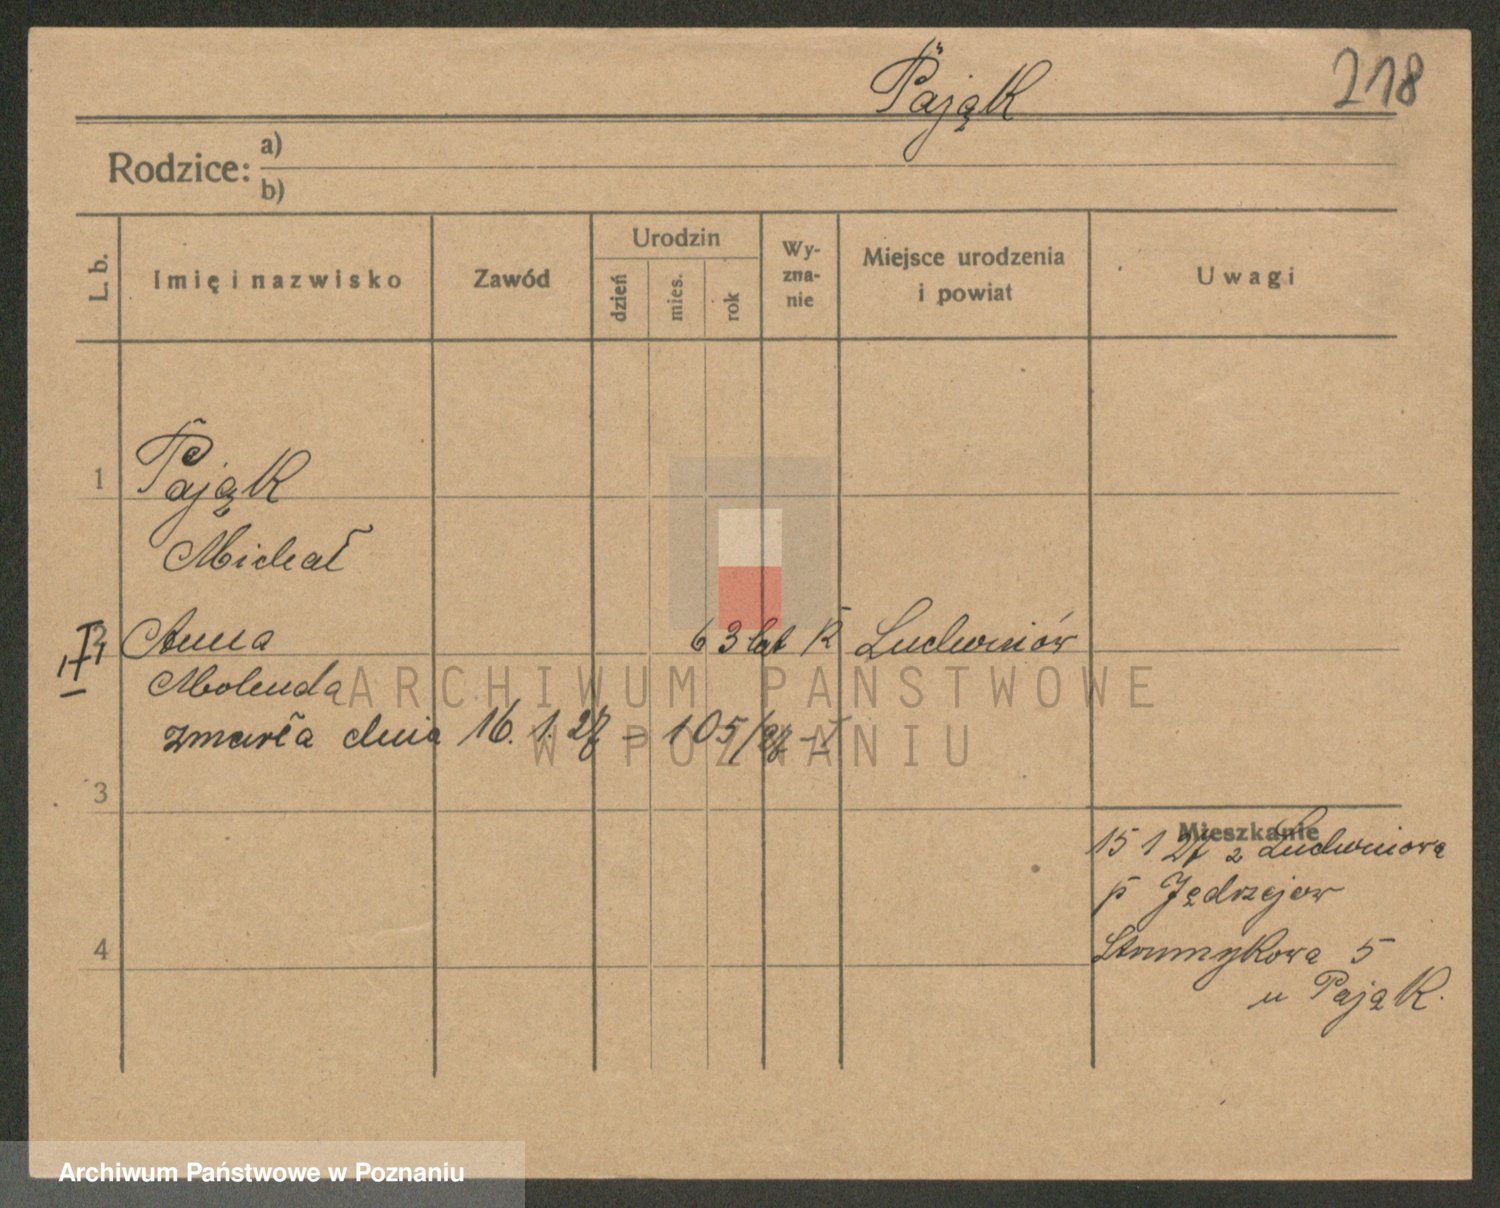 Pająk
218
Rodzice: a)
b)
L. b.
Imię i nazwisko
Zawód
Urodzin
dzień
mies.
rok
Wy-
zna-
nie
Miejsce urodzenia
i powiat
Uwagi
1
Pająk
Michał
Anna 63 lat K Ludwinów
Molenda
zmarła dnia 16. 1. 27 – 105/27 – I
3
Mieszkanie
15 1 27 z Ludwinowa
p Jędrzejow
4
Strumykowa 5
u Pająk.
ARCHIWUM PAŃSTWOWE
W POZNANIU
Archiwum Państwowe w Poznaniu